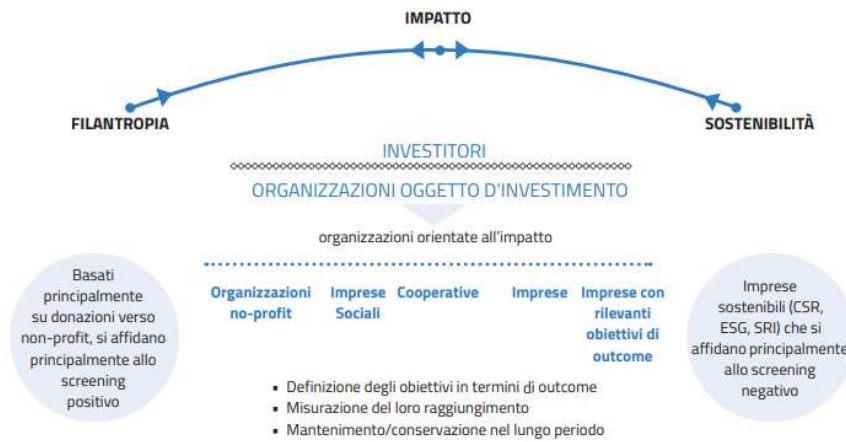 IMPATTO
FILANTROPIA
SOSTENIBILITÀ
INVESTITORI
ORGANIZZAZIONI OGGETTO D'INVESTIMENTO
organizzazioni orientate all'impatto
Basati
principalmente
su donazioni verso
non-profit, si affidano
principalmente allo
screening
positivo
Organizzazioni
no-profit
Imprese
Sociali
Cooperative
Imprese
Imprese con
rilevanti
obiettivi di
outcome
Imprese
sostenibili (CSR,
ESG, SRI) che si
affidano principalmente
allo screening
negativo
▪ Definizione degli obiettivi in termini di outcome
▪ Misurazione del loro raggiungimento
▪ Mantenimento/conservazione nel lungo periodo